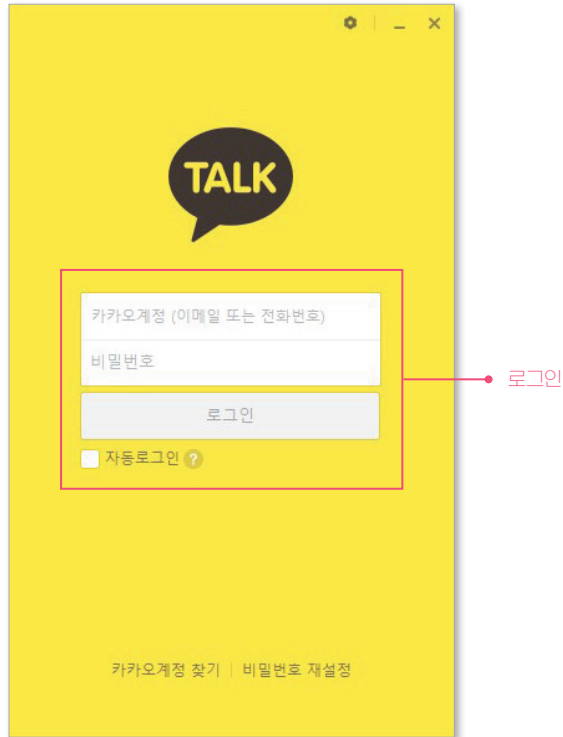 TALK
카카오계정 (이메일 또는 전화번호)
비밀번호
로그인
로그인
자동로그인 ?
카카오계정 찾기 | 비밀번호 재설정